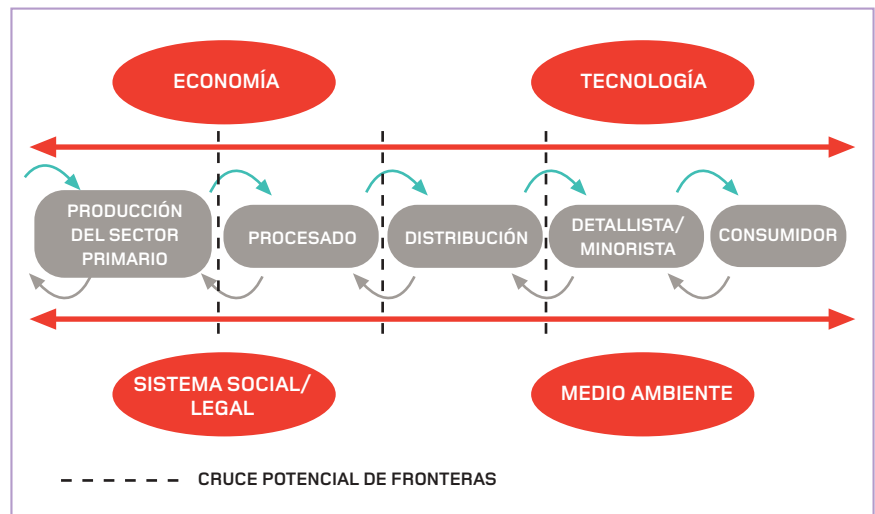 ECONOMÍA
TECNOLOGÍA
PRODUCCIÓN
DEL SECTOR
PRIMARIO
PROCESADO
DISTRIBUCIÓN
DETALLISTA/
MINORISTA
CONSUMIDOR
SISTEMA SOCIAL/
LEGAL
MEDIO AMBIENTE
CRUCE POTENCIAL DE FRONTERAS